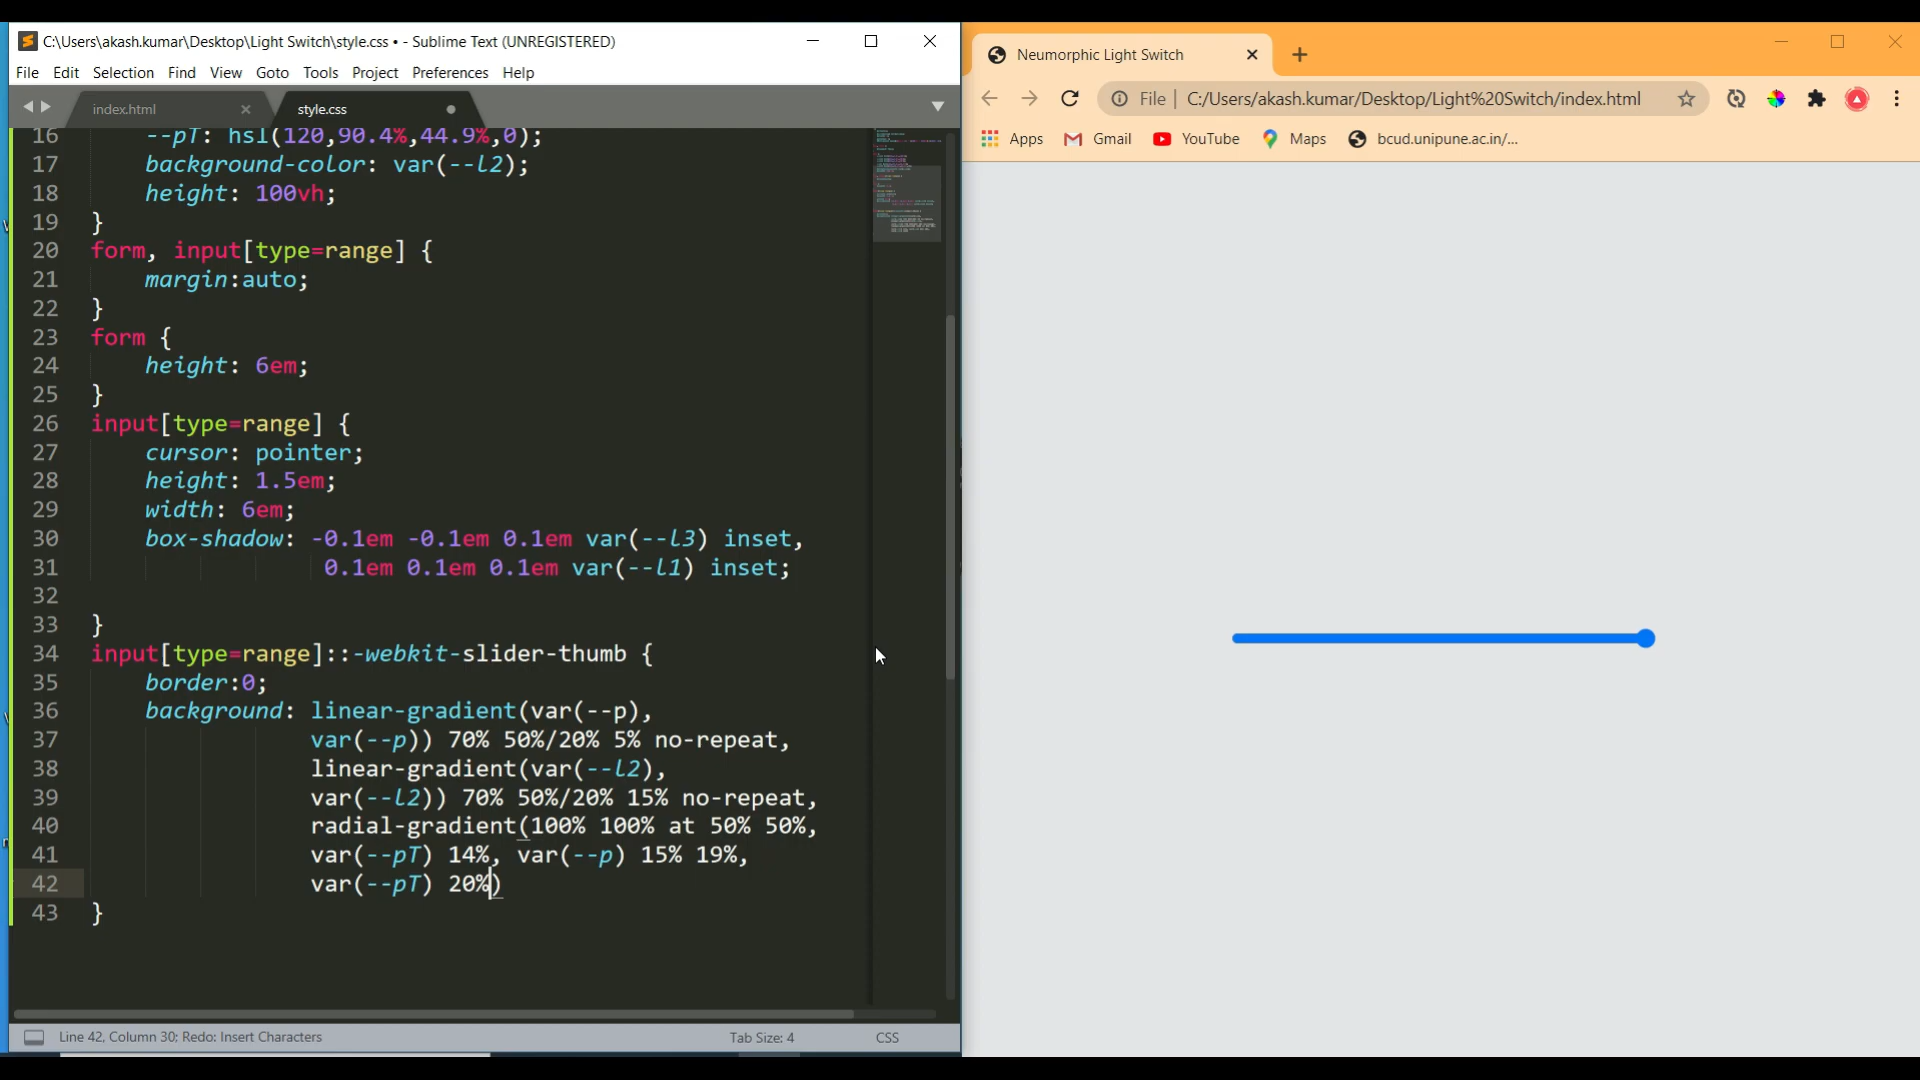 C:\Users\akash.kumar\Desktop\Light Switch\style.css • - Sublime Text (UNREGISTERED)
File Edit Selection Find View Goto Tools Project Preferences Help
index.html
style.css
16 --pT: hsl(120,90.4%,44.9%,0);
17 background-color: var(--l2);
18 height: 100vh;
19 }
20 form, input[type=range] {
21 margin:auto;
22 }
23 form {
24 height: 6em;
25 }
26 input[type=range] {
27 cursor: pointer;
28 height: 1.5em;
29 width: 6em;
30 box-shadow: -0.1em -0.1em 0.1em var(--l3) inset,
31 0.1em 0.1em 0.1em var(--l1) inset;
32
33 }
34 input[type=range]::-webkit-slider-thumb {
35 border:0;
36 background: linear-gradient(var(--p),
37 var(--p)) 70% 50%/20% 5% no-repeat,
38 linear-gradient(var(--l2),
39 var(--l2)) 70% 50%/20% 15% no-repeat,
40 radial-gradient(100% 100% at 50% 50%,
41 var(--pT) 14%, var(--p) 15% 19%,
42 var(--pT) 20%)
43 }
Line 42, Column 30; Redo: Insert Characters
Tab Size: 4
CSS
Neumorphic Light Switch
File | C:/Users/akash.kumar/Desktop/Light%20Switch/index.html
Apps Gmail YouTube Maps bcud.unipune.ac.in/...